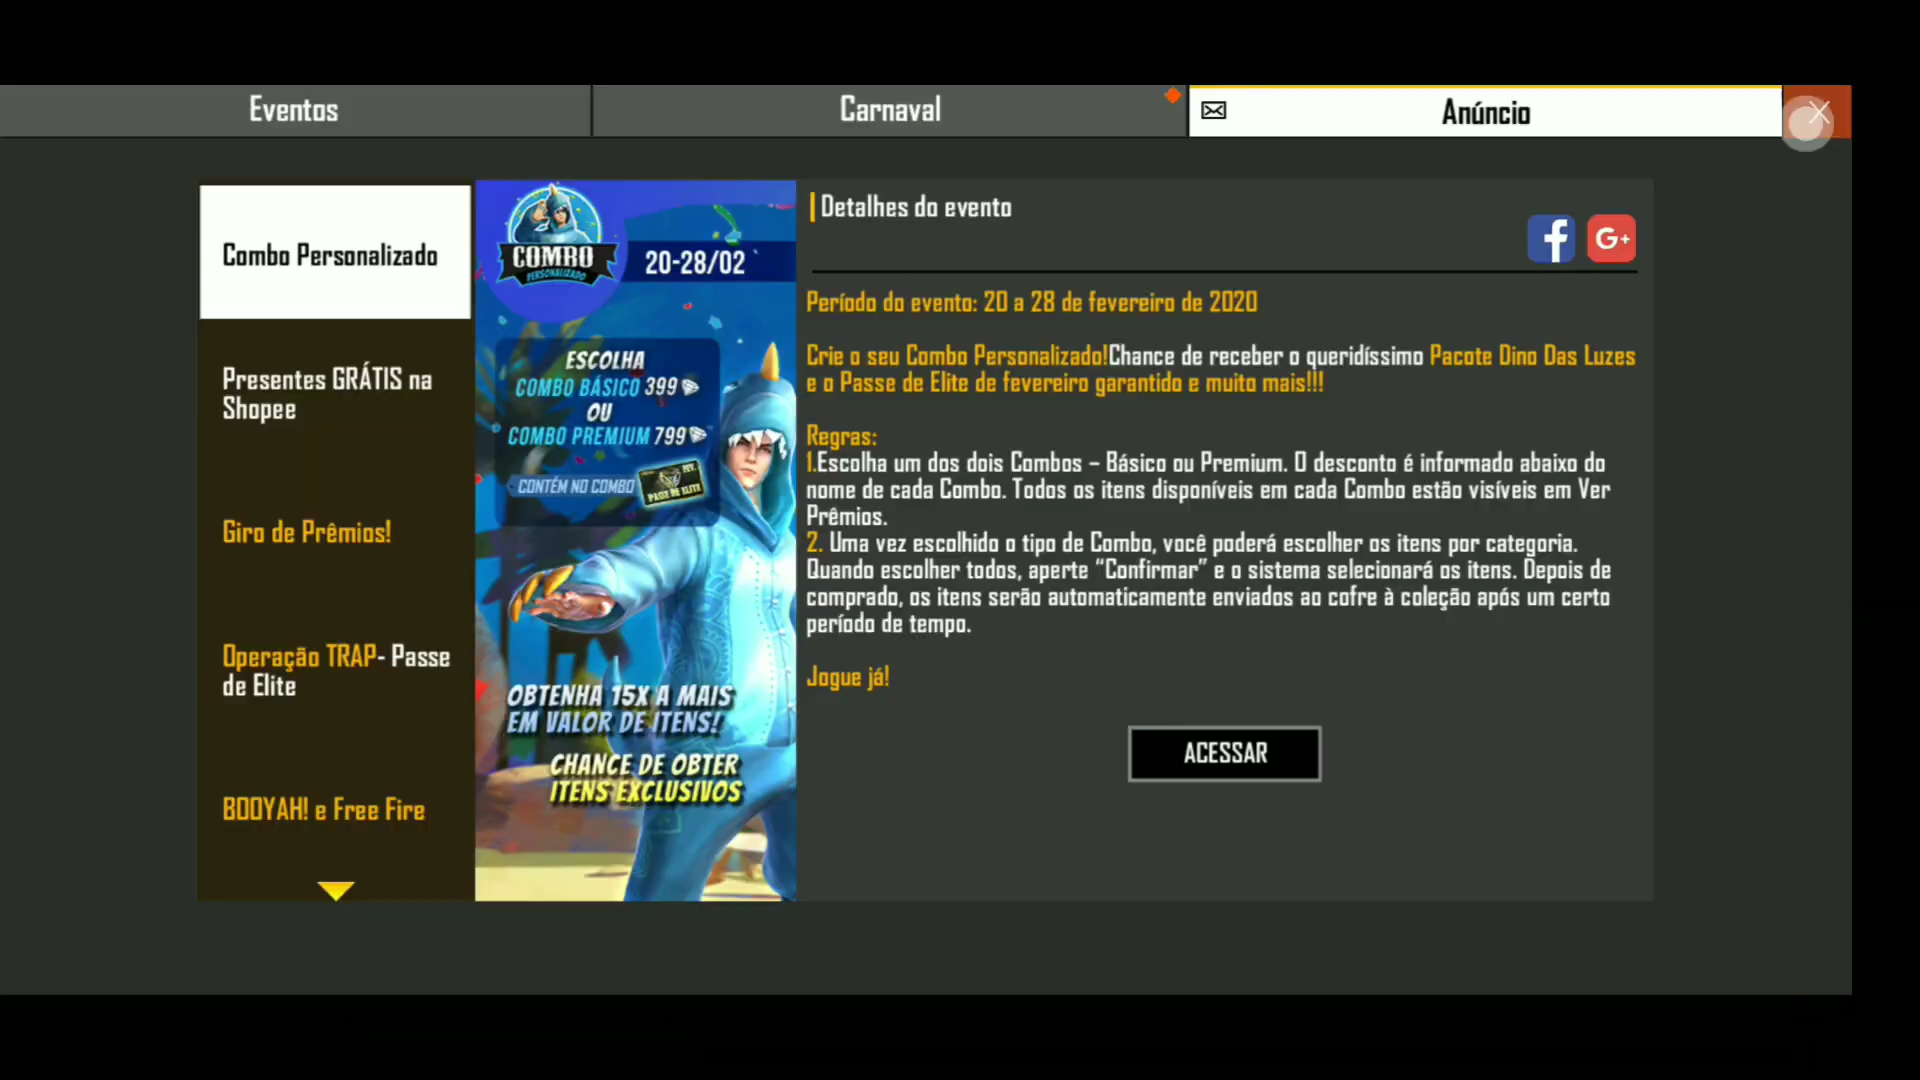 Eventos
Carnaval
Anúncio
Combo Personalizado
Presentes GRÁTIS na
Shopee
Giro de Prêmios!
Operação TRAP- Passe
de Elite
BOOYAH! e Free Fire
COMBO
PERSONALIZADO
20-28/02
ESCOLHA
COMBO BÁSICO 399
OU
COMBO PREMIUM 799
CONTÉM NO COMBO
PASSE DE ELITE
OBTENHA 15X A MAIS
EM VALOR DE ITENS!
CHANCE DE OBTER
ITENS EXCLUSIVOS
Detalhes do evento
f
G+
Período do evento: 20 a 28 de fevereiro de 2020
Crie o seu Combo Personalizado!Chance de receber o queridíssimo Pacote Dino Das Luzes
e o Passe de Elite de fevereiro garantido e muito mais!!!
Regras:
1.Escolha um dos dois Combos – Básico ou Premium. O desconto é informado abaixo do
nome de cada Combo. Todos os itens disponíveis em cada Combo estão visíveis em Ver
Prêmios.
2. Uma vez escolhido o tipo de Combo, você poderá escolher os itens por categoria.
Quando escolher todos, aperte “Confirmar” e o sistema selecionará os itens. Depois de
comprado, os itens serão automaticamente enviados ao cofre à coleção após um certo
período de tempo.
Jogue já!
ACESSAR